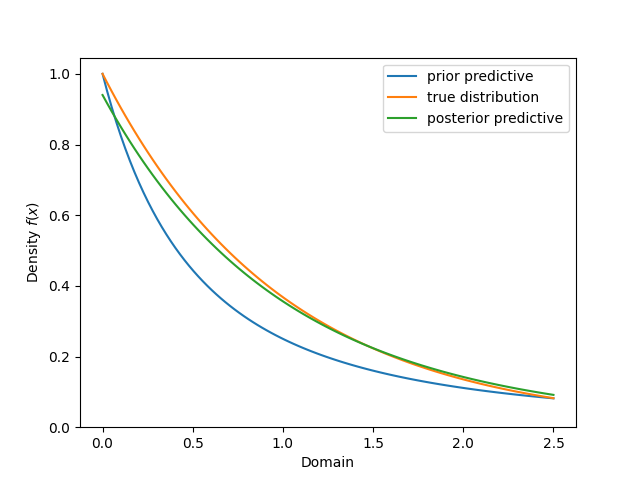 prior predictive
true distribution
posterior predictive
1.0
0.8
0.6
0.4
0.2
0.0
Density f(x)
0.0 0.5 1.0 1.5 2.0 2.5
Domain